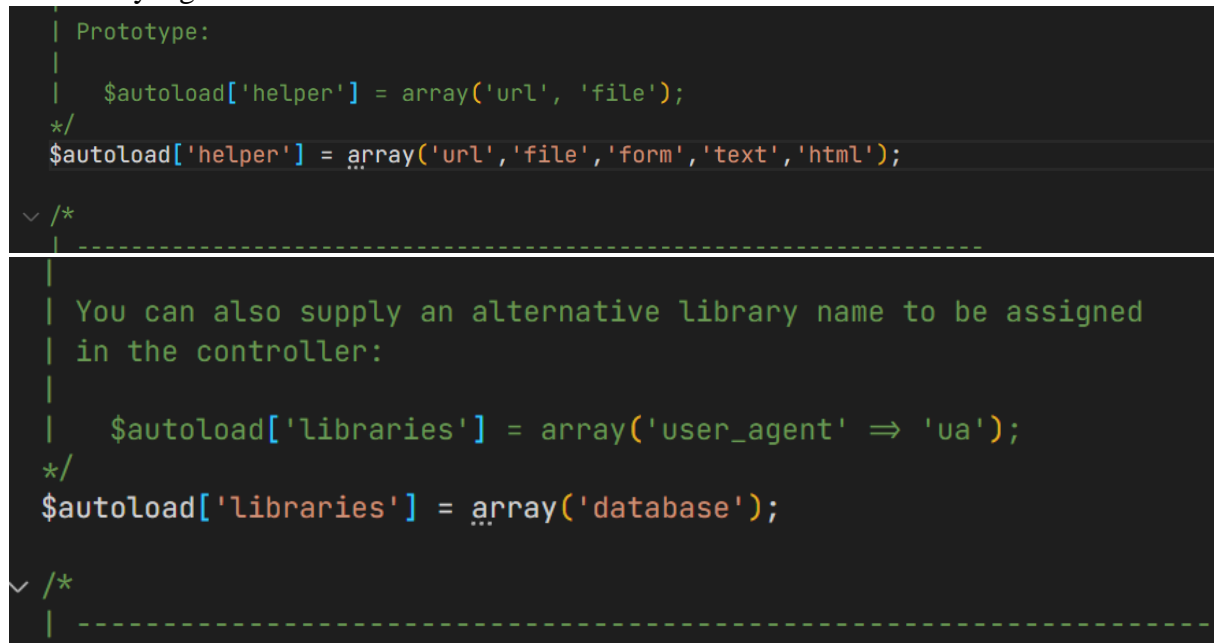 | Prototype:
|
| $autoload['helper'] = array('url', 'file');
*/
$autoload['helper'] = array('url','file','form','text','html');
/*
| -------------------------------------------------------------------
|
| You can also supply an alternative library name to be assigned
| in the controller:
|
| $autoload['libraries'] = array('user_agent' => 'ua');
*/
$autoload['libraries'] = array('database');
/*
| -------------------------------------------------------------------